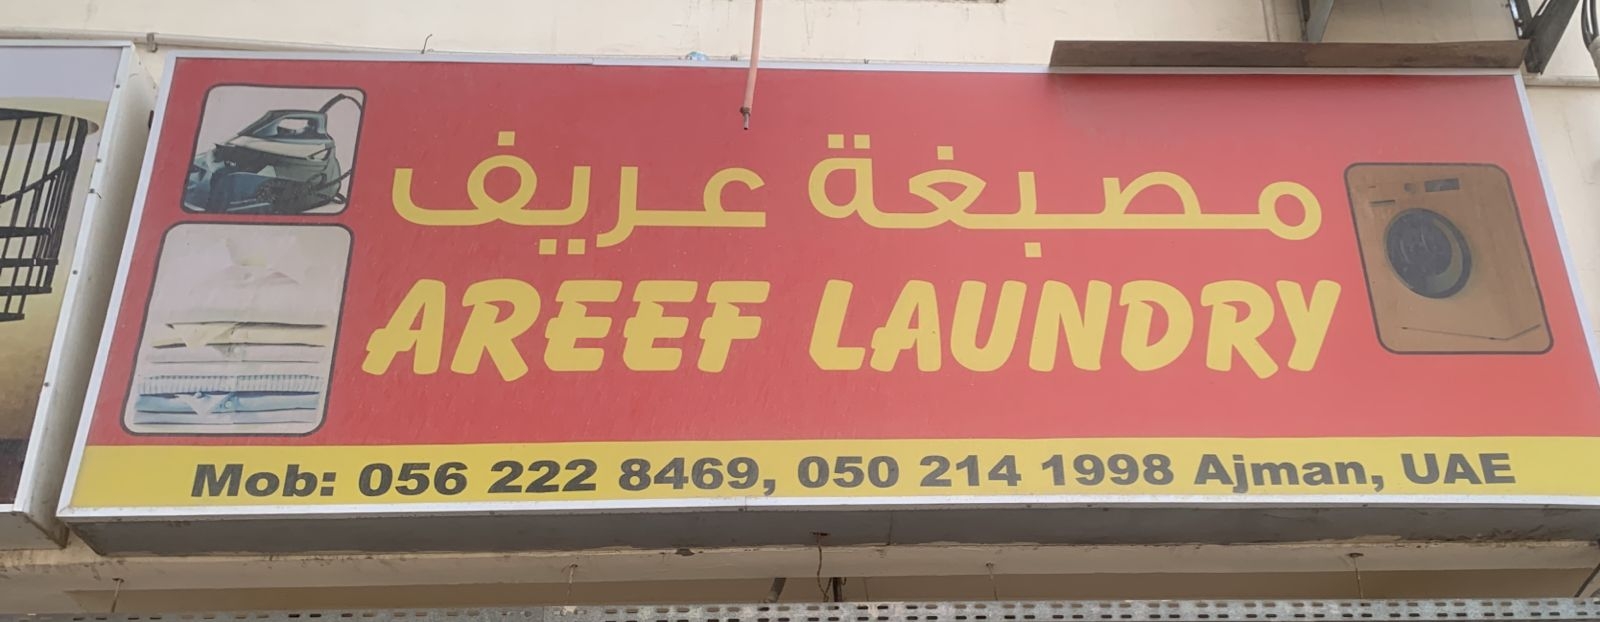 مصبغة عريف
AREEF LAUNDRY
Mob: 056 222 8469, 050 214 1998 Ajman, UAE